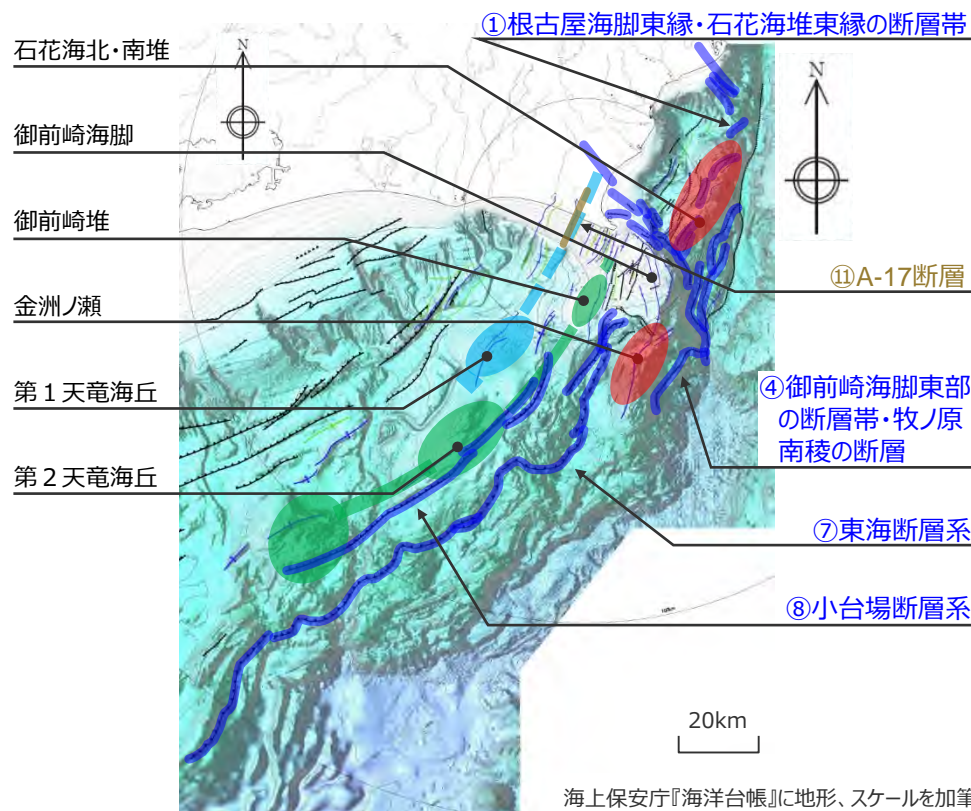 ①根古屋海脚東縁・石花海堆東縁の断層帯
石花海北・南堆
N
N
御前崎海脚
御前崎堆
⑪A-17断層
金洲ノ瀬
第1天竜海丘
④御前崎海脚東部
の断層帯・牧ノ原
南稜の断層
第2天竜海丘
⑦東海断層系
⑧小台場断層系
20km
海上保安庁『海洋台帳』に地形、スケールを加筆